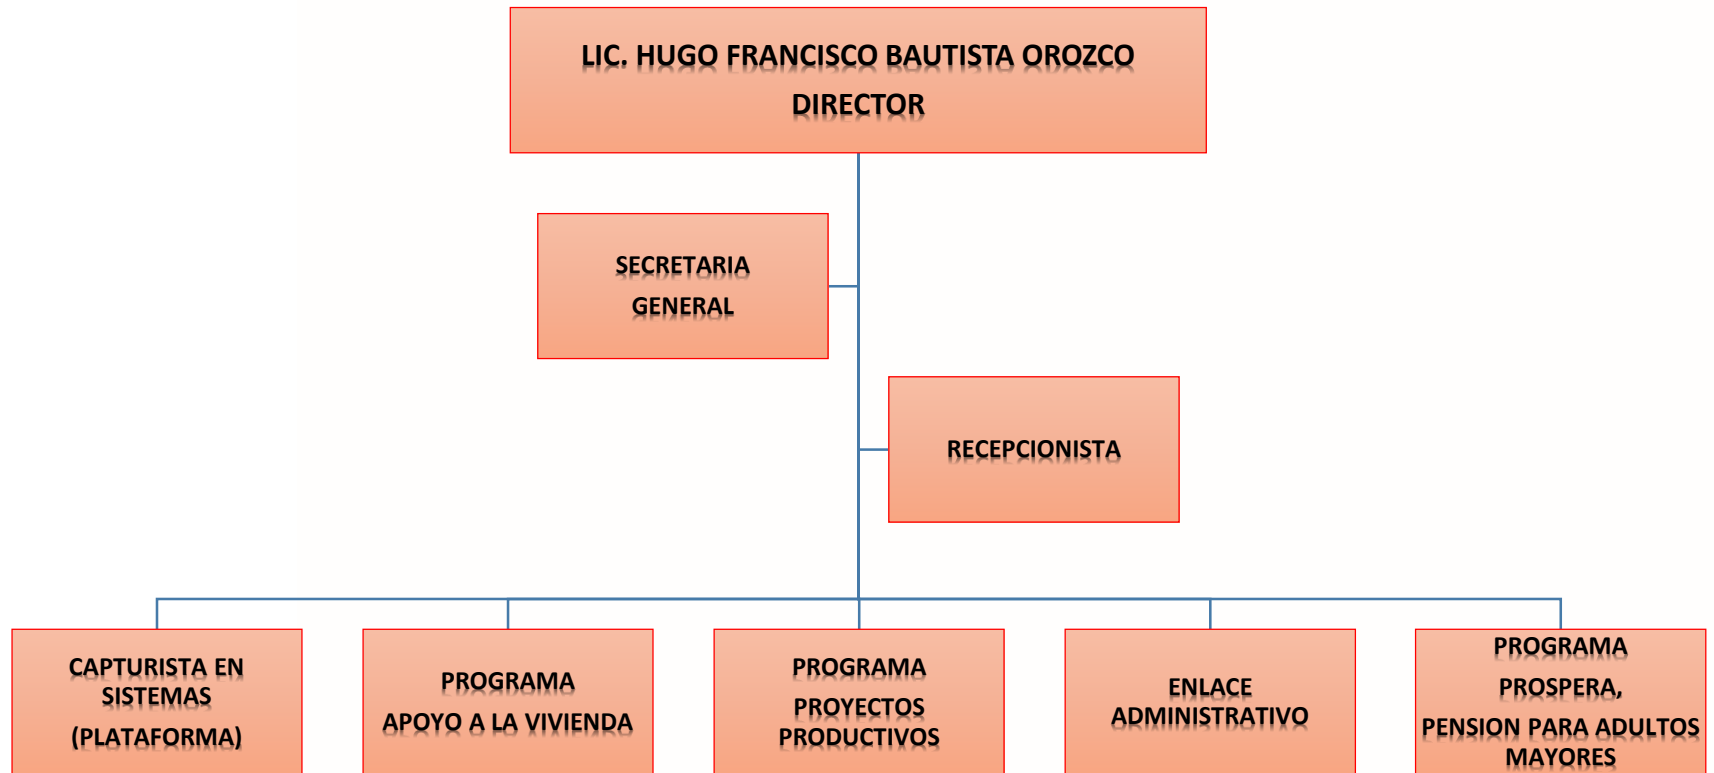 LIC. HUGO FRANCISCO BAUTISTA OROZCO
DIRECTOR
SECRETARIA
GENERAL
RECEPCIONISTA
CAPTURISTA EN
SISTEMAS
(PLATAFORMA)
PROGRAMA
APOYO A LA VIVIENDA
PROGRAMA
PROYECTOS
PRODUCTIVOS
ENLACE
ADMINISTRATIVO
PROGRAMA
PROSPERA,
PENSION PARA ADULTOS
MAYORES